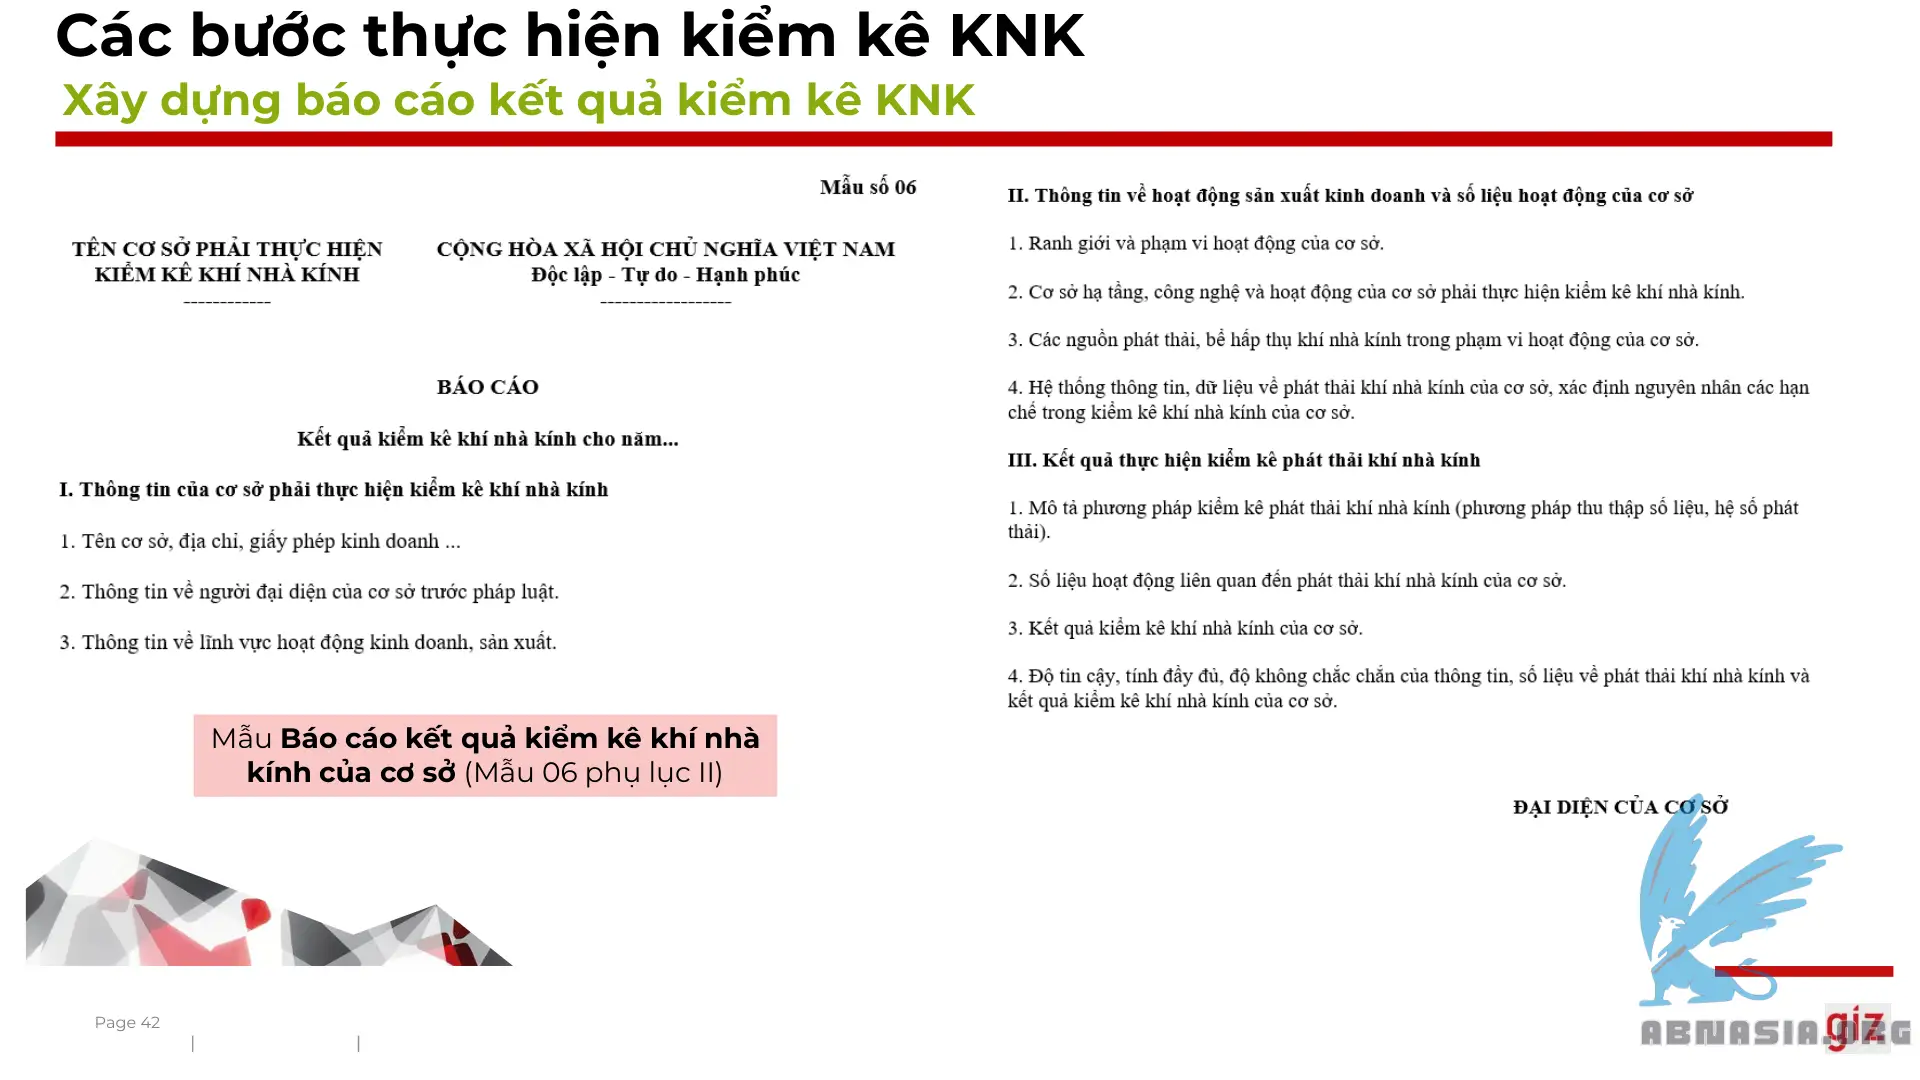 Các bước thực hiện kiểm kê KNK
Xây dựng báo cáo kết quả kiểm kê KNK
Mẫu số 06
TÊN CƠ SỞ PHẢI THỰC HIỆN
KIỂM KÊ KHÍ NHÀ KÍNH
------------
CỘNG HÒA XÃ HỘI CHỦ NGHĨA VIỆT NAM
Độc lập - Tự do - Hạnh phúc
------------------
BÁO CÁO
Kết quả kiểm kê khí nhà kính cho năm...
I. Thông tin của cơ sở phải thực hiện kiểm kê khí nhà kính
1. Tên cơ sở, địa chỉ, giấy phép kinh doanh ...
2. Thông tin về người đại diện của cơ sở trước pháp luật.
3. Thông tin về lĩnh vực hoạt động kinh doanh, sản xuất.
Mẫu Báo cáo kết quả kiểm kê khí nhà
kính của cơ sở (Mẫu 06 phụ lục II)
II. Thông tin về hoạt động sản xuất kinh doanh và số liệu hoạt động của cơ sở
1. Ranh giới và phạm vi hoạt động của cơ sở.
2. Cơ sở hạ tầng, công nghệ và hoạt động của cơ sở phải thực hiện kiểm kê khí nhà kính.
3. Các nguồn phát thải, bể hấp thụ khí nhà kính trong phạm vi hoạt động của cơ sở.
4. Hệ thống thông tin, dữ liệu về phát thải khí nhà kính của cơ sở, xác định nguyên nhân các hạn
chế trong kiểm kê khí nhà kính của cơ sở.
III. Kết quả thực hiện kiểm kê phát thải khí nhà kính
1. Mô tả phương pháp kiểm kê phát thải khí nhà kính (phương pháp thu thập số liệu, hệ số phát
thải).
2. Số liệu hoạt động liên quan đến phát thải khí nhà kính của cơ sở.
3. Kết quả kiểm kê khí nhà kính của cơ sở.
4. Độ tin cậy, tính đầy đủ, độ không chắc chắn của thông tin, số liệu về phát thải khí nhà kính và
kết quả kiểm kê khí nhà kính của cơ sở.
ĐẠI DIỆN CỦA CƠ SỞ
Page 42
giz
ABNASIA.ORG